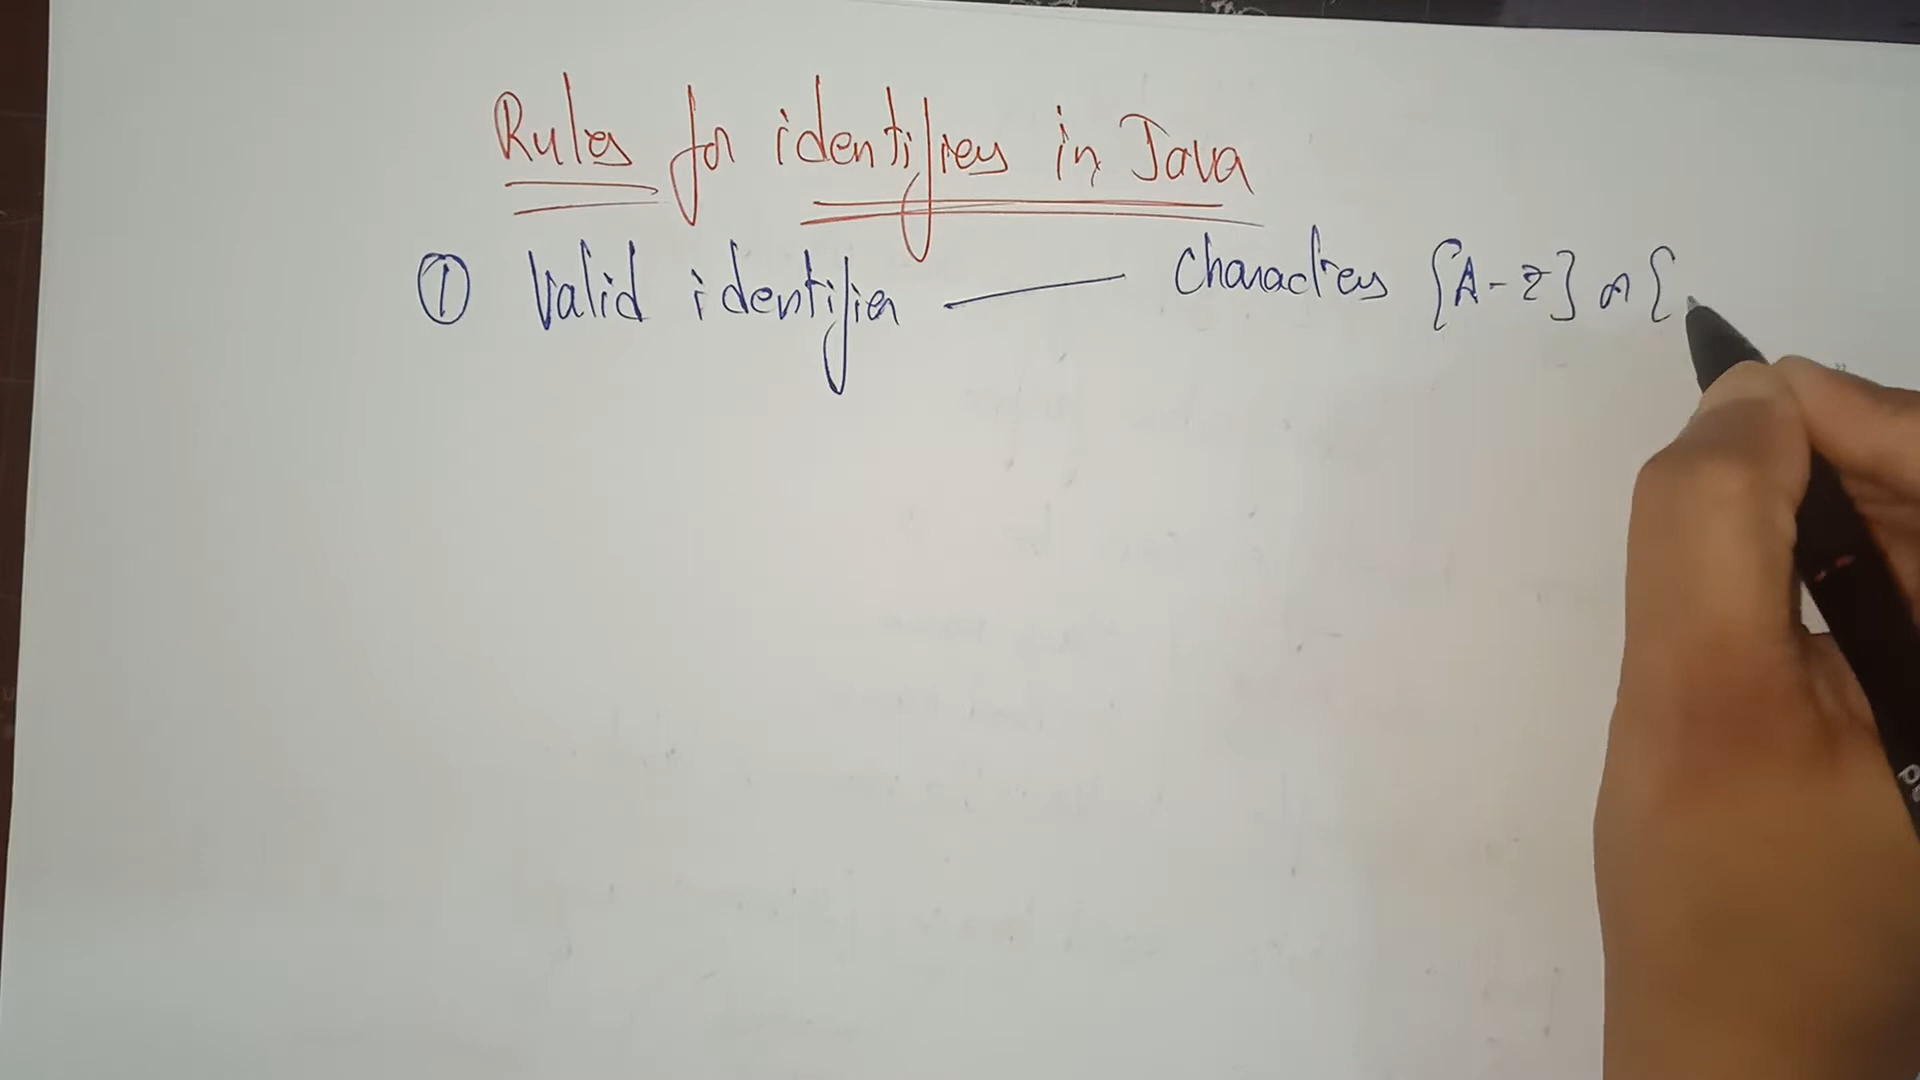 Rules for identifiers in Java
① Valid identifier — Characters [A-Z] or [